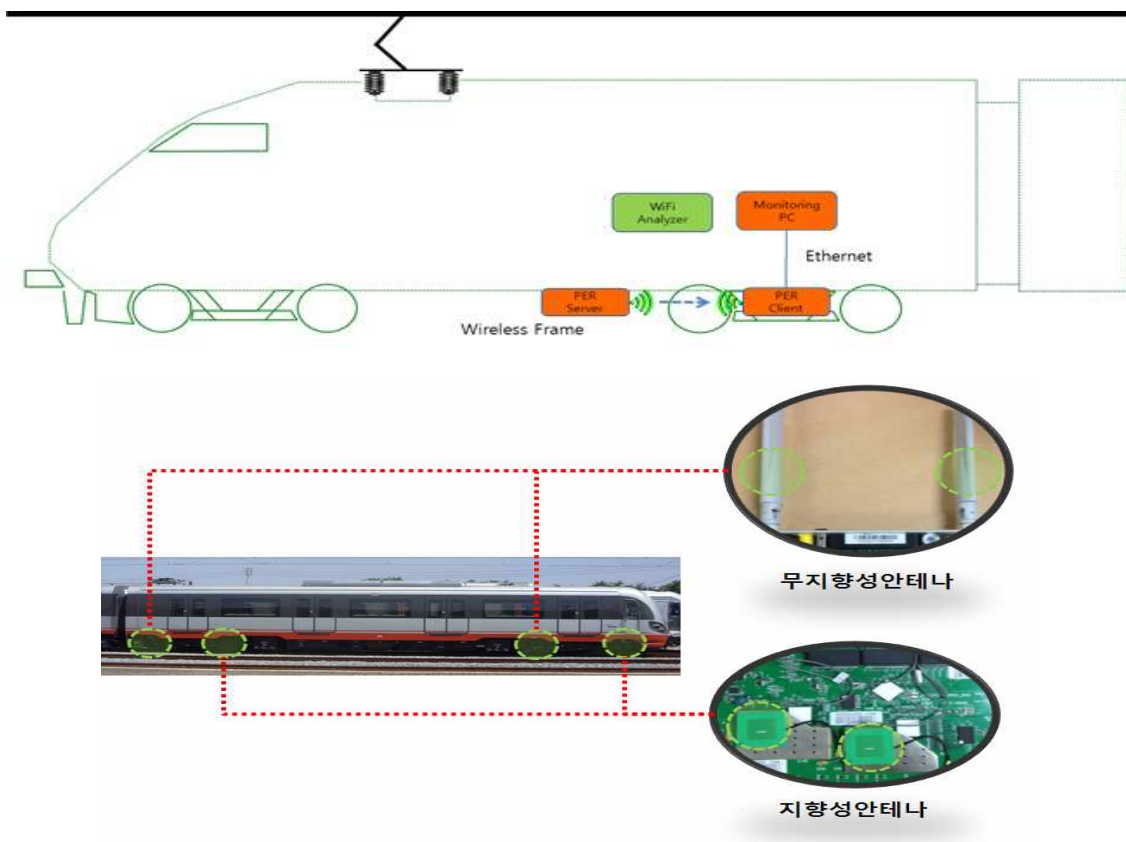 WiFi
Analyzer
Monitoring
PC
Ethernet
PER
Server
PER
Client
Wireless Frame
무지향성안테나
지향성안테나